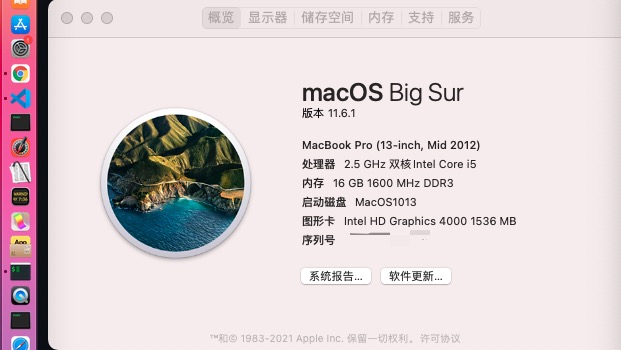 概览 显示器 储存空间 内存 支持 服务
macOS Big Sur
版本 11.6.1
MacBook Pro (13-inch, Mid 2012)
处理器 2.5 GHz 双核Intel Core i5
内存 16 GB 1600 MHz DDR3
启动磁盘 MacOS1013
图形卡 Intel HD Graphics 4000 1536 MB
序列号
系统报告... 软件更新...
™和© 1983-2021 Apple Inc. 保留一切权利。许可协议